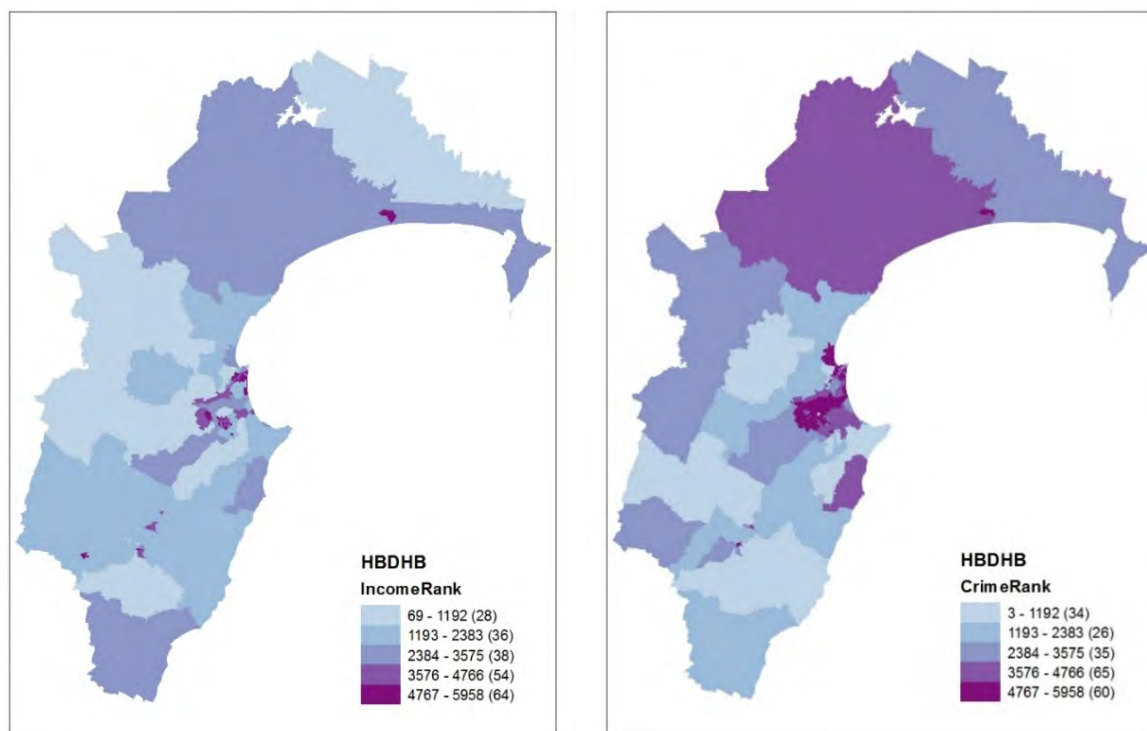 HBDHB
IncomeRank
69 - 1192 (28)
1193 - 2383 (36)
2384 - 3575 (38)
3576 - 4766 (54)
4767 - 5958 (64)
HBDHB
CrimeRank
3 - 1192 (34)
1193 - 2383 (26)
2384 - 3575 (35)
3576 - 4766 (65)
4767 - 5958 (60)